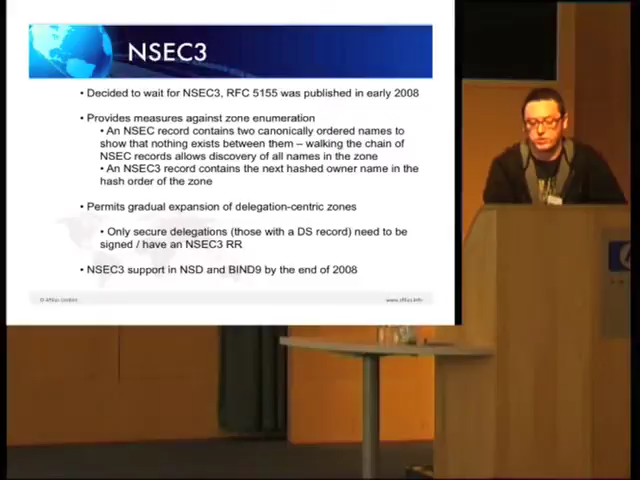 NSEC3
• Decided to wait for NSEC3, RFC 5155 was published in early 2008
• Provides measures against zone enumeration
• An NSEC record contains two canonically ordered names to
show that nothing exists between them – walking the chain of
NSEC records allows discovery of all names in the zone
• An NSEC3 record contains the next hashed owner name in the
hash order of the zone
• Permits gradual expansion of delegation-centric zones
• Only secure delegations (those with a DS record) need to be
signed / have an NSEC3 RR
• NSEC3 support in NSD and BIND9 by the end of 2008
© Afilias Limited
www.afilias.info